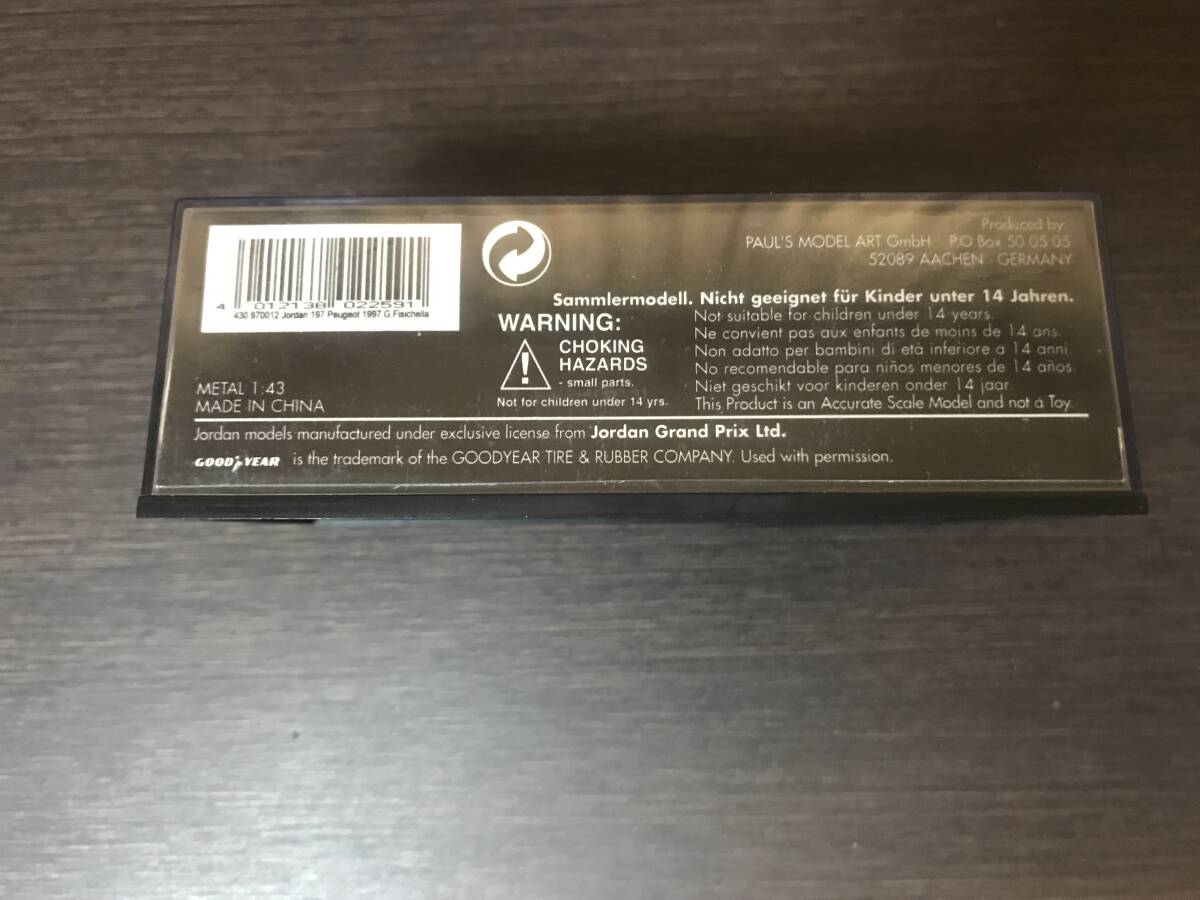 4 012138 022591
430 970012 Jordan 197 Peugeot 1997 G.Fisichella
Produced by:
PAUL'S MODEL ART GmbH · P.O.Box 50 05 05
52089 AACHEN · GERMANY
Sammlermodell. Nicht geeignet für Kinder unter 14 Jahren.
WARNING:
CHOKING
HAZARDS
- small parts.
Not for children under 14 yrs.
Not suitable for children under 14 years.
Ne convient pas aux enfants de moins de 14 ans.
Non adatto per bambini di età inferiore a 14 anni.
No recomendable para niños menores de 14 años.
Niet geschikt voor kinderen onder 14 jaar.
This Product is an Accurate Scale Model and not a Toy.
METAL 1:43
MADE IN CHINA
Jordan models manufactured under exclusive license from Jordan Grand Prix Ltd.
GOODYEAR is the trademark of the GOODYEAR TIRE & RUBBER COMPANY. Used with permission.